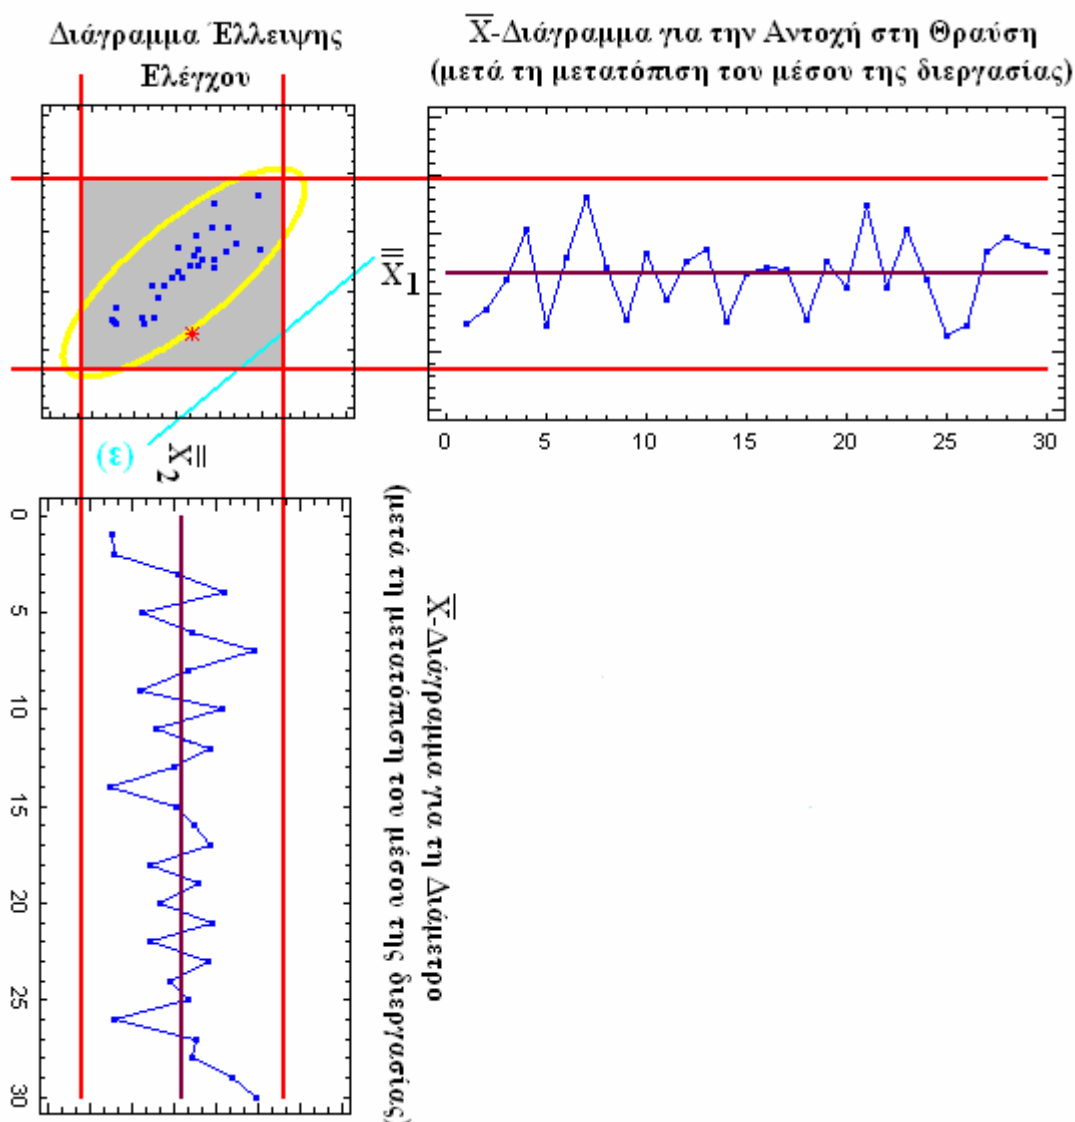 Διάγραμμα Έλλειψης
Ελέγχου
X̅-Διάγραμμα για την Αντοχή στη Θραύση
(μετά τη μετατόπιση του μέσου της διεργασίας)
X̿1
0 5 10 15 20 25 30
(ε)
X̿2
0
5
10
15
20
25
30
X̅-Διάγραμμα για τη Διάμετρο
(μετά τη μετατόπιση του μέσου της διεργασίας)